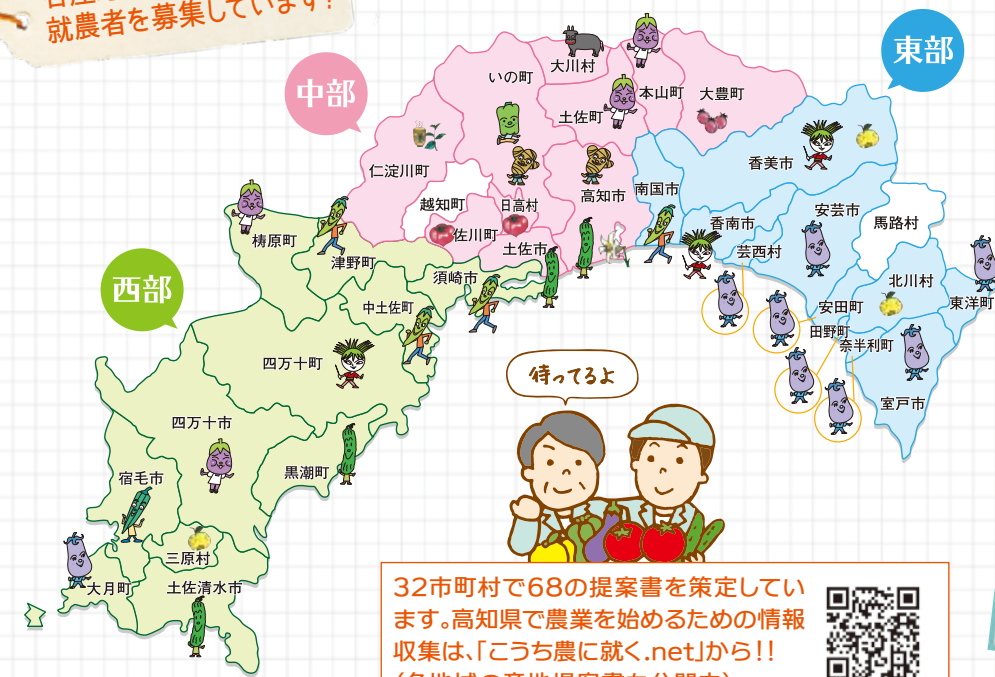 就農者を募集しています!
中部
東部
西部
大川村
いの町
本山町
大豊町
土佐町
仁淀川町
香美市
高知市
南国市
越知町
日高村
佐川町
土佐市
香南市
安芸市
馬路村
芸西村
梼原町
津野町
須崎市
北川村
東洋町
中土佐町
安田町
田野町
奈半利町
四万十町
室戸市
四万十市
黒潮町
宿毛市
三原村
大月町
土佐清水市
待ってるよ
32市町村で68の提案書を策定してい
ます。高知県で農業を始めるための情報
収集は、「こうち農に就く.net」から!!